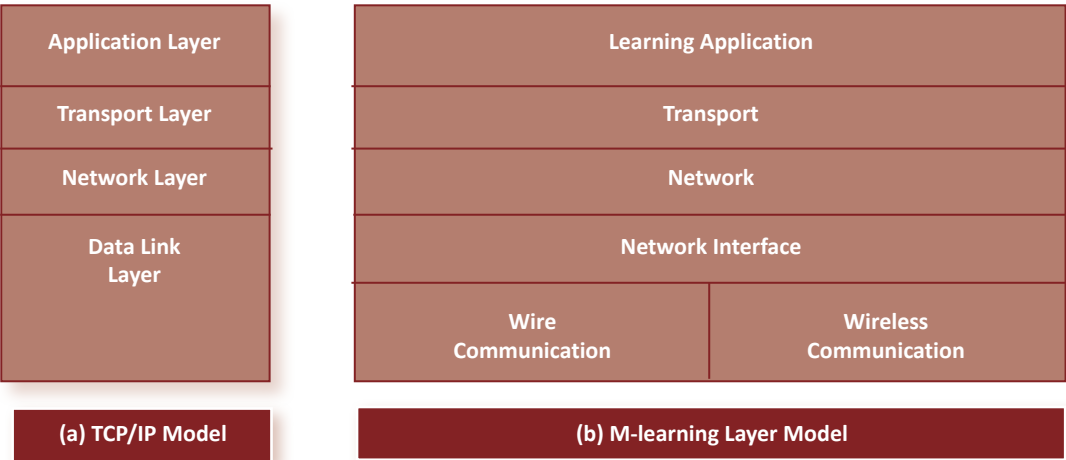 Application Layer
Transport Layer
Network Layer
Data Link
Layer
(a) TCP/IP Model
Learning Application
Transport
Network
Network Interface
Wire
Communication
Wireless
Communication
(b) M-learning Layer Model